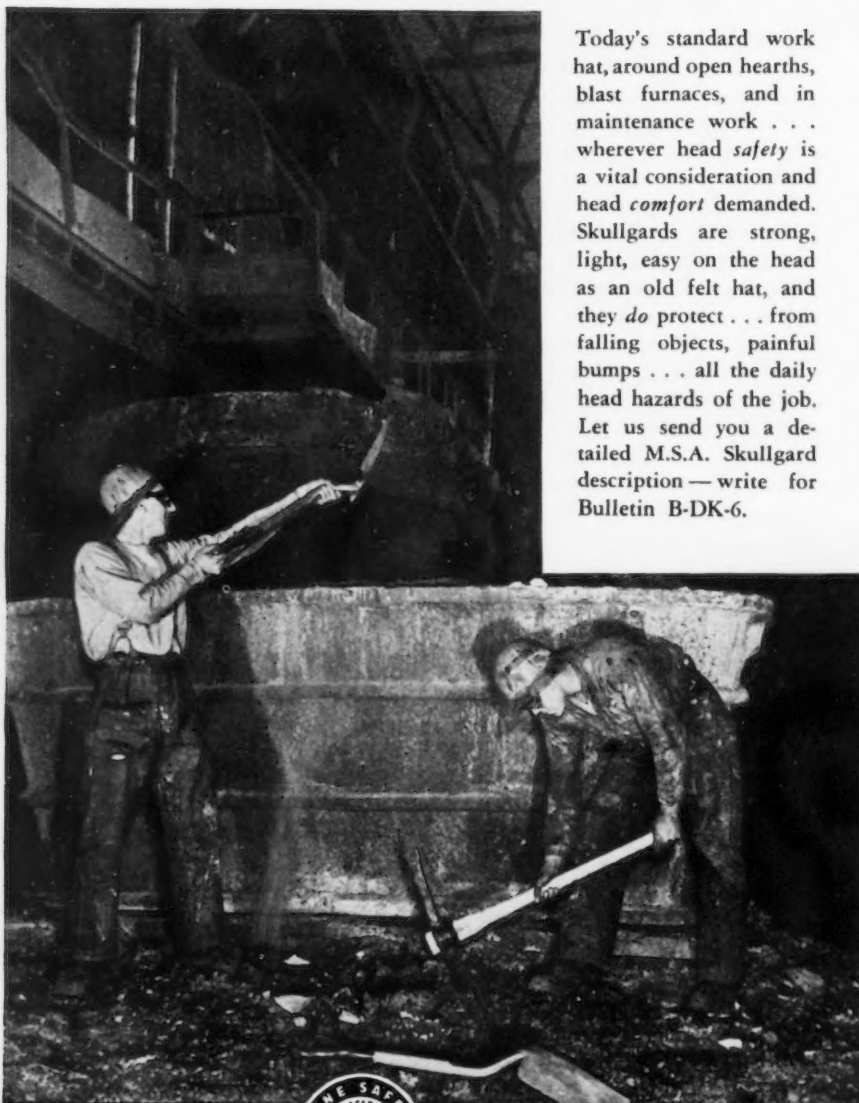 Today's standard work
hat, around open hearths,
blast furnaces, and in
maintenance work . . .
wherever head safety is
a vital consideration and
head comfort demanded.
Skullgards are strong,
light, easy on the head
as an old felt hat, and
they do protect . . . from
falling objects, painful
bumps . . . all the daily
head hazards of the job.
Let us send you a de-
tailed M.S.A. Skullgard
description — write for
Bulletin B-DK-6.